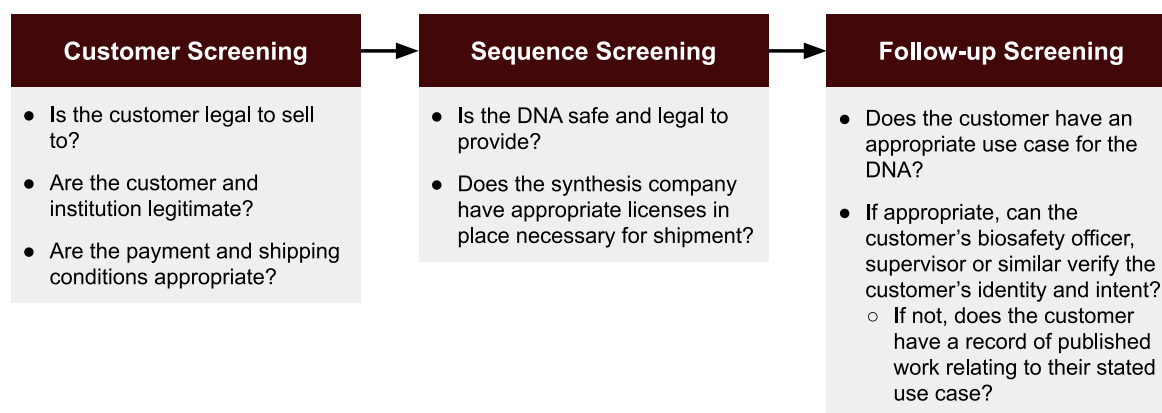 Customer Screening
● Is the customer legal to sell
to?
● Are the customer and
institution legitimate?
● Are the payment and shipping
conditions appropriate?
Sequence Screening
● Is the DNA safe and legal to
provide?
● Does the synthesis company
have appropriate licenses in
place necessary for shipment?
Follow-up Screening
● Does the customer have an
appropriate use case for the
DNA?
● If appropriate, can the
customer’s biosafety officer,
supervisor or similar verify the
customer’s identity and intent?
○ If not, does the customer
have a record of published
work relating to their stated
use case?